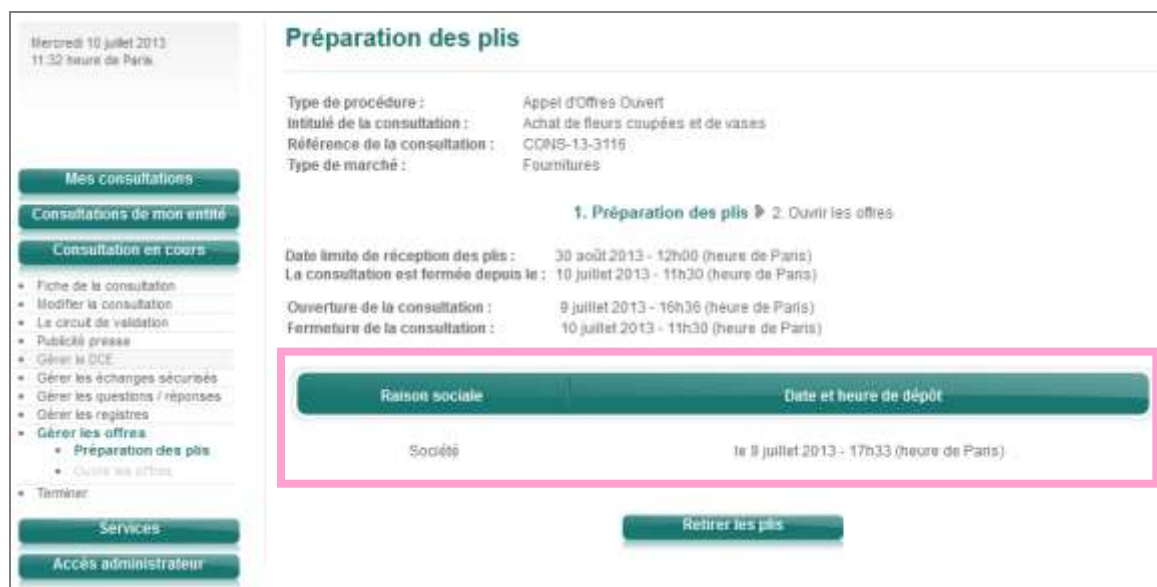 Mercredi 10 juillet 2013
11:32 heure de Paris
Mes consultations
Consultations de mon entité
Consultation en cours
Fiche de la consultation
Modifier la consultation
Le circuit de validation
Publicité presse
Gérer le DCE
Gérer les échanges sécurisés
Gérer les questions / réponses
Gérer les registres
Gérer les offres
Préparation des plis
Ouvrir les offres
Terminer
Services
Accès administrateur
Préparation des plis
Type de procédure : Appel d'Offres Ouvert
Intitulé de la consultation : Achat de fleurs coupées et de vases
Référence de la consultation : CONS-13-3116
Type de marché : Fournitures
1. Préparation des plis 2. Ouvrir les offres
Date limite de réception des plis : 30 août 2013 - 12h00 (heure de Paris)
La consultation est fermée depuis le : 10 juillet 2013 - 11h30 (heure de Paris)
Ouverture de la consultation : 9 juillet 2013 - 16h36 (heure de Paris)
Fermeture de la consultation : 10 juillet 2013 - 11h30 (heure de Paris)
Raison sociale Date et heure de dépôt
Société le 9 juillet 2013 - 17h33 (heure de Paris)
Retirer les plis